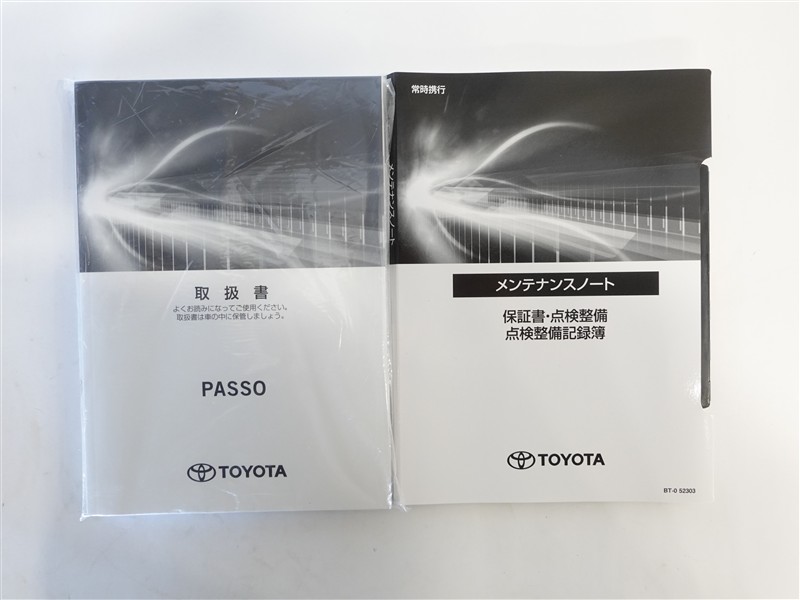 取扱書
よくお読みになってご使用ください。
取扱書は車の中に保管しましょう。
PASSO
TOYOTA
メンテナンスノート
常時携行
メンテナンスノート
保証書・点検整備
点検整備記録簿
TOYOTA
BT-0 52303